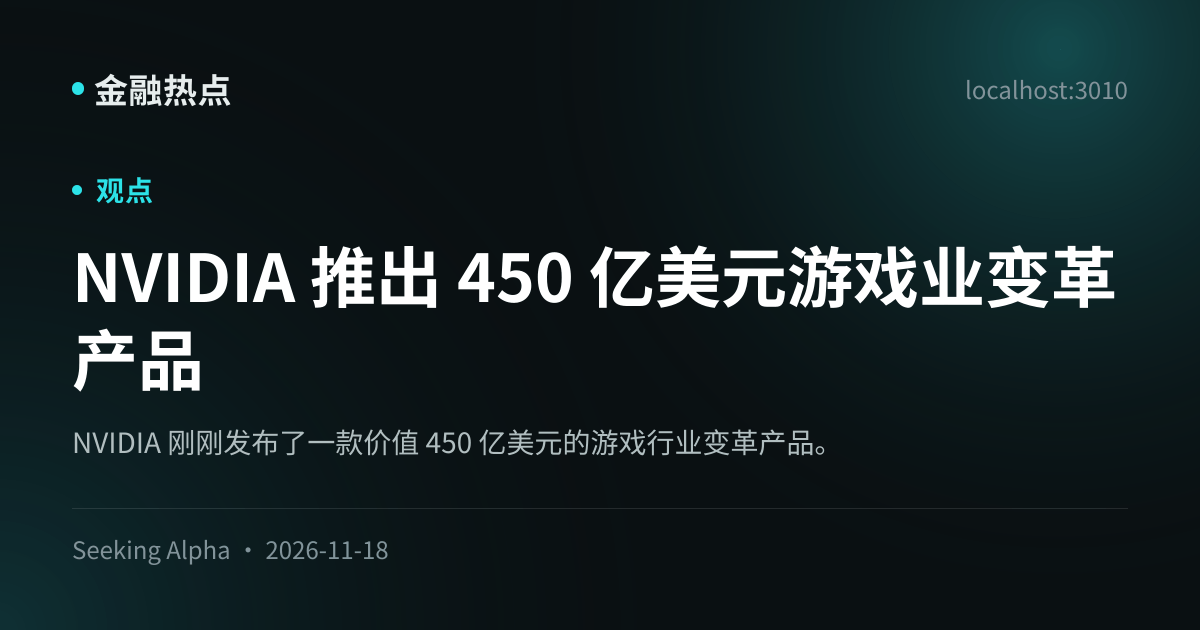 金融热点
localhost:3010
观点
NVIDIA 推出 450 亿美元游戏业变革
产品
NVIDIA 刚刚发布了一款价值 450 亿美元的游戏行业变革产品。
Seeking Alpha · 2026-11-18